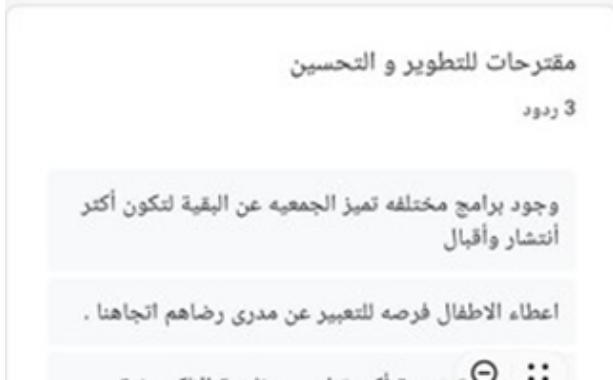 مقترحات للتطوير و التحسين
3 ردود
وجود برامج مختلفه تميز الجمعيه عن البقية لتكون أكثر
أنتشار وأقبال
اعطاء الاطفال فرصه للتعبير عن مدرى رضاهم اتجاهنا .